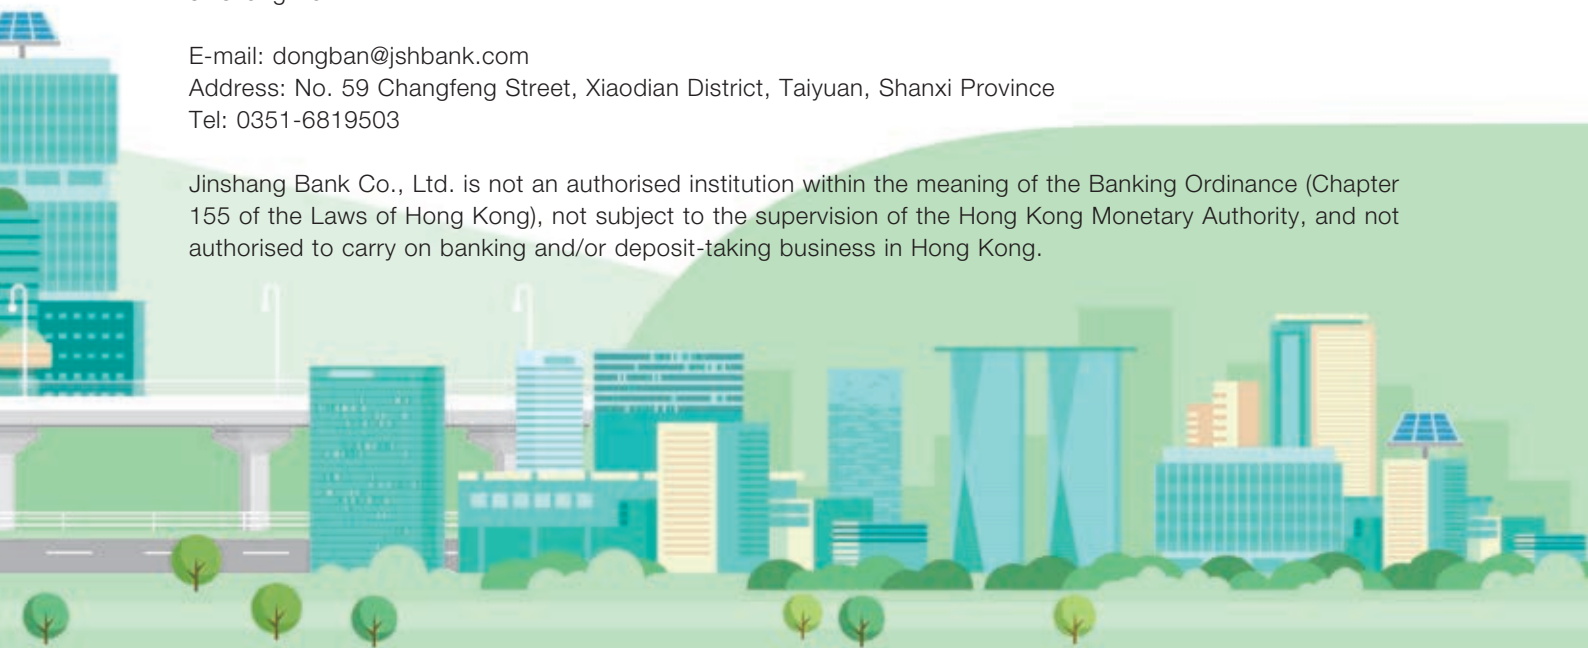 E-mail: dongban@jshbank.com
Address: No. 59 Changfeng Street, Xiaodian District, Taiyuan, Shanxi Province
Tel: 0351-6819503
Jinshang Bank Co., Ltd. is not an authorised institution within the meaning of the Banking Ordinance (Chapter
155 of the Laws of Hong Kong), not subject to the supervision of the Hong Kong Monetary Authority, and not
authorised to carry on banking and/or deposit-taking business in Hong Kong.